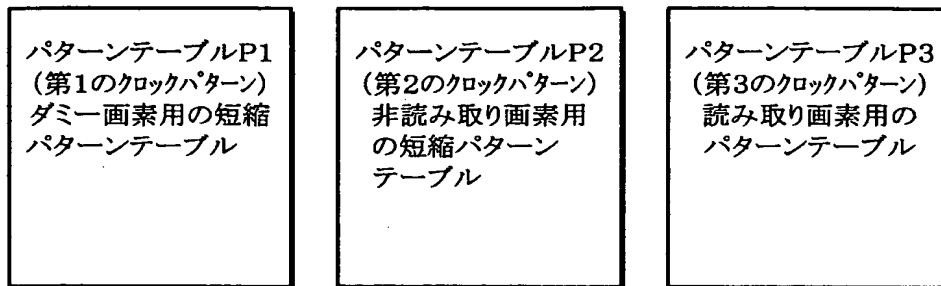 パターンテーブルP1
(第1のｸﾛｯｸﾊﾟﾀｰﾝ)
ダミー画素用の短縮
パターンテーブル
パターンテーブルP2
(第2のｸﾛｯｸﾊﾟﾀｰﾝ)
非読み取り画素用
の短縮パターン
テーブル
パターンテーブルP3
(第3のｸﾛｯｸﾊﾟﾀｰﾝ)
読み取り画素用の
パターンテーブル